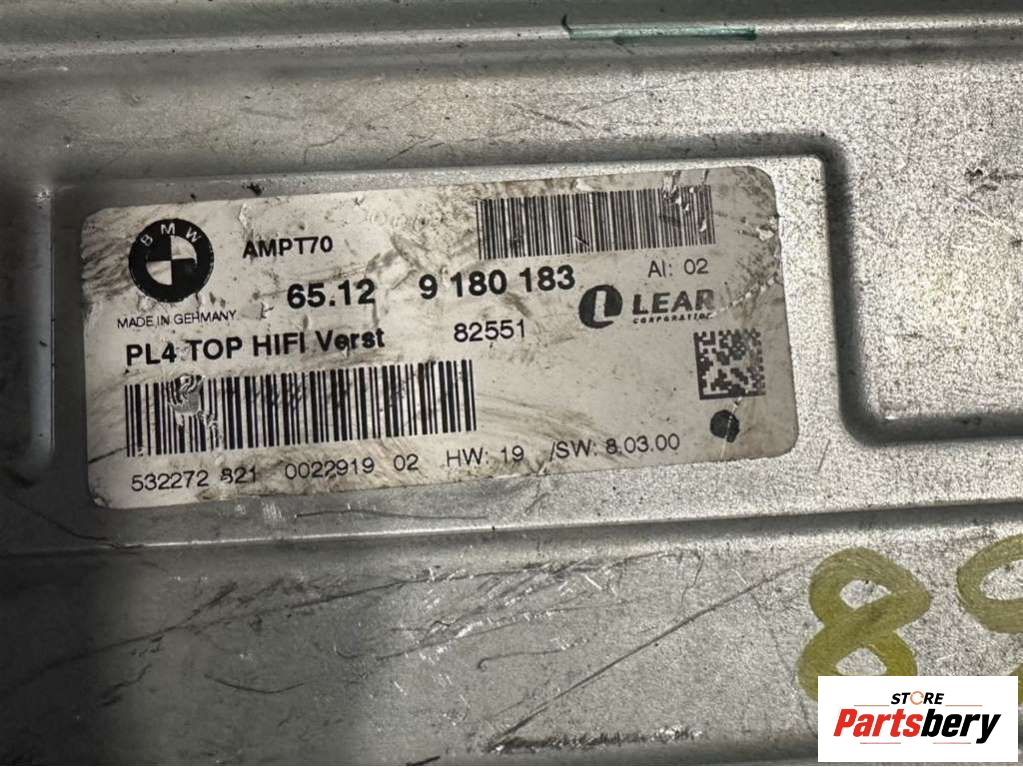 BMW
AMPT70
AI: 02
65.12 9 180 183
MADE IN GERMANY
LEAR
CORPORATION
PL4 TOP HIFI Verst 82551
532272 821 0022919 02 HW: 19 /SW: 8.03.00
STORE
Partsbery